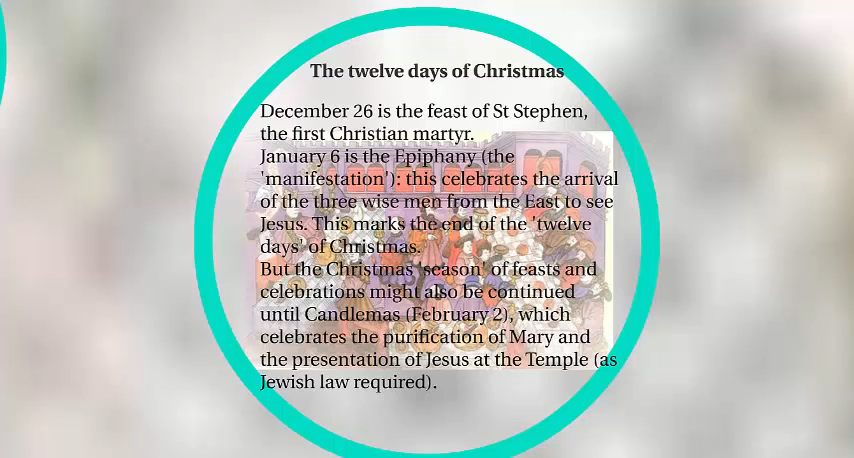 The twelve days of Christmas
December 26 is the feast of St Stephen,
the first Christian martyr.
January 6 is the Epiphany (the
'manifestation'): this celebrates the arrival
of the three wise men from the East to see
Jesus. This marks the end of the 'twelve
days' of Christmas.
But the Christmas 'season' of feasts and
celebrations might also be continued
until Candlemas (February 2), which
celebrates the purification of Mary and
the presentation of Jesus at the Temple (as
Jewish law required).